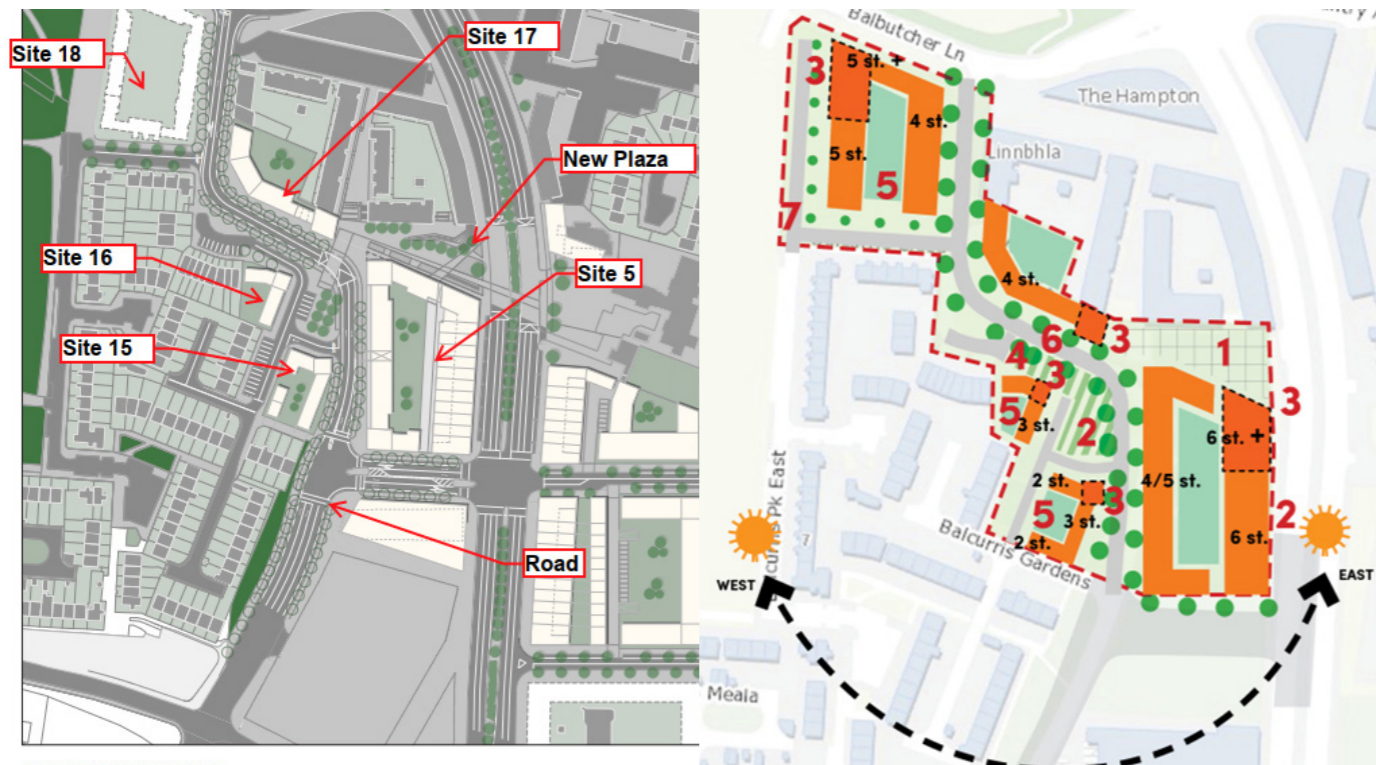 Site 18
Site 17
New Plaza
Site 16
Site 5
Site 15
Road
Balbutcher Ln
The Hampton
Linnbhla
3
5 st. +
4 st.
5 st.
5
7
4 st.
6
3
1
4
3
3
5
3 st.
2
6 st. +
4/5 st.
2 st.
3
2
5
3 st.
6 st.
2 st.
Balcurris Gardens
curris Pk East
WEST
EAST
Meala